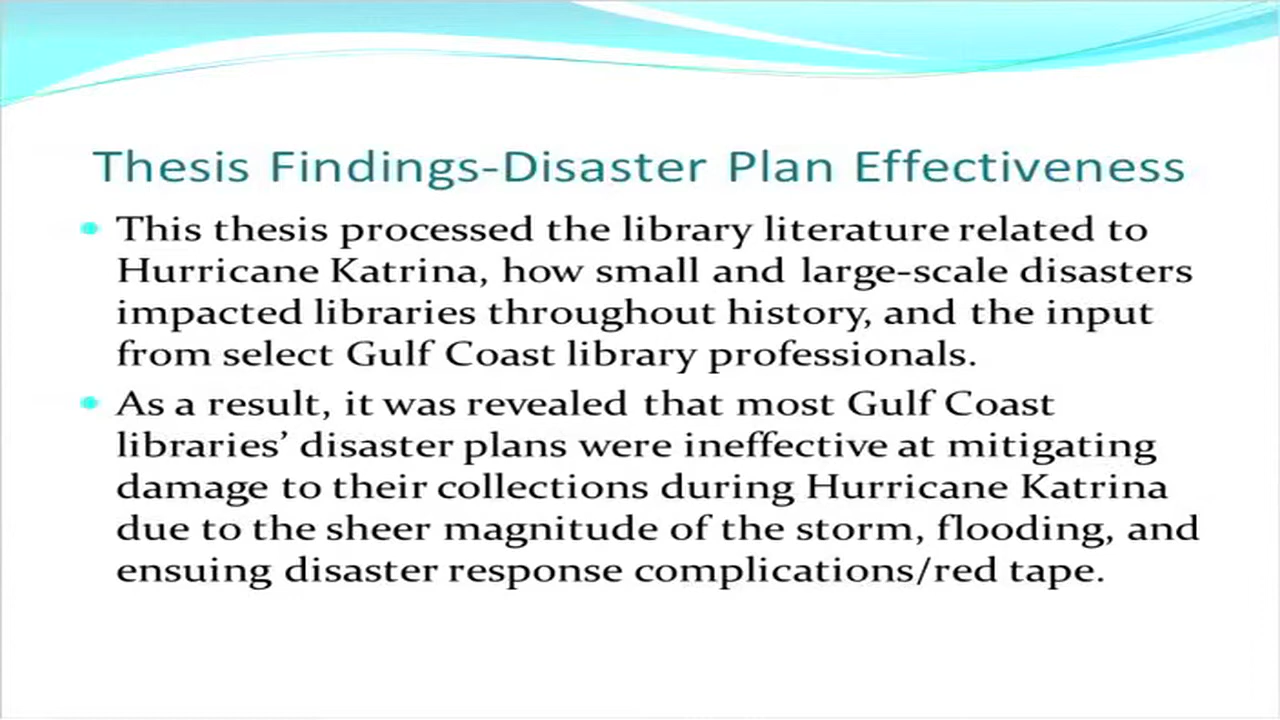 Thesis Findings-Disaster Plan Effectiveness
• This thesis processed the library literature related to
Hurricane Katrina, how small and large-scale disasters
impacted libraries throughout history, and the input
from select Gulf Coast library professionals.
• As a result, it was revealed that most Gulf Coast
libraries’ disaster plans were ineffective at mitigating
damage to their collections during Hurricane Katrina
due to the sheer magnitude of the storm, flooding, and
ensuing disaster response complications/red tape.